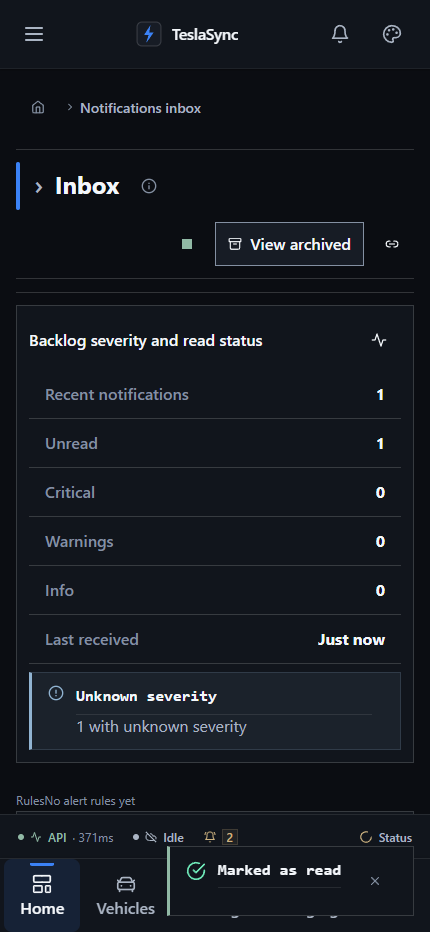 TeslaSync
Notifications inbox
Inbox
View archived
Backlog severity and read status
Recent notifications 1
Unread 1
Critical 0
Warnings 0
Info 0
Last received Just now
Unknown severity
1 with unknown severity
RulesNo alert rules yet
API · 371ms Idle 2 Status
Marked as read
Home Vehicles